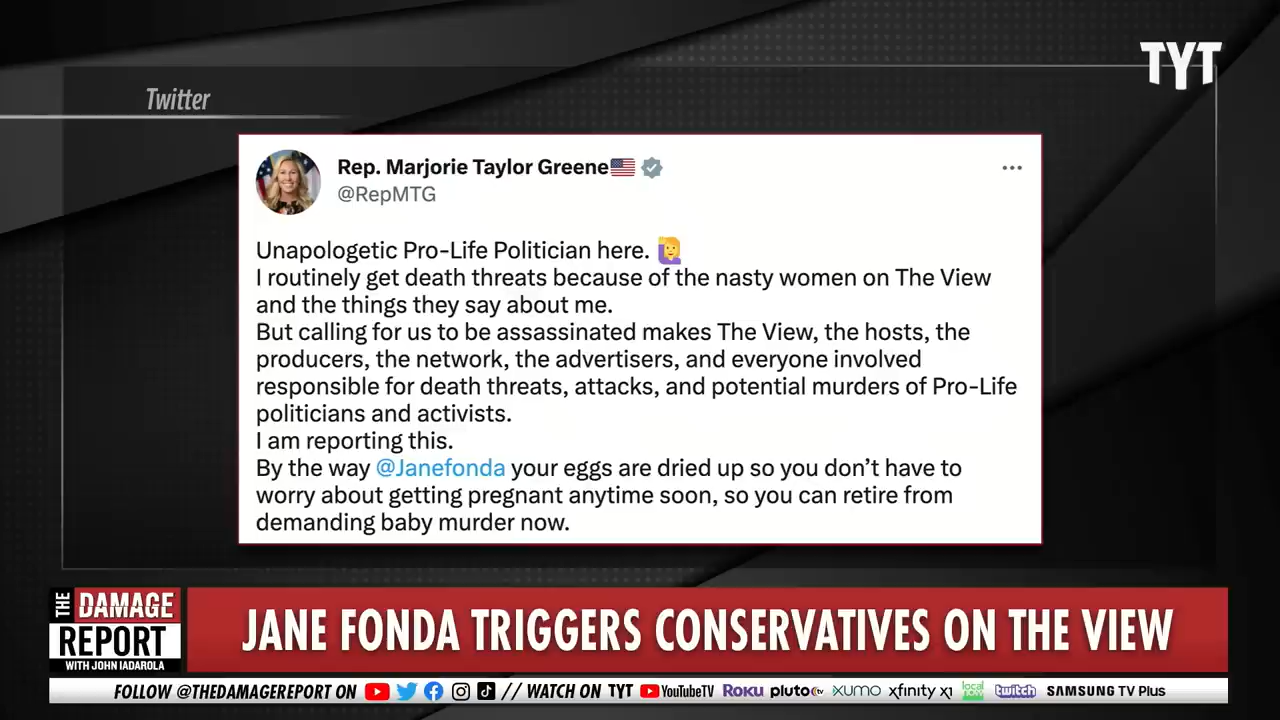 TYT
Twitter
Rep. Marjorie Taylor Greene🇺🇸
@RepMTG
Unapologetic Pro-Life Politician here. 🙋‍♀️
I routinely get death threats because of the nasty women on The View
and the things they say about me.
But calling for us to be assassinated makes The View, the hosts, the
producers, the network, the advertisers, and everyone involved
responsible for death threats, attacks, and potential murders of Pro-Life
politicians and activists.
I am reporting this.
By the way @Janefonda your eggs are dried up so you don’t have to
worry about getting pregnant anytime soon, so you can retire from
demanding baby murder now.
THE DAMAGE
REPORT
WITH JOHN IADAROLA
JANE FONDA TRIGGERS CONSERVATIVES ON THE VIEW
FOLLOW @THEDAMAGEREPORT ON // WATCH ON TYT YouTubeTV Roku pluto tv XUMO xfinity X1 local now twitch SAMSUNG TV Plus